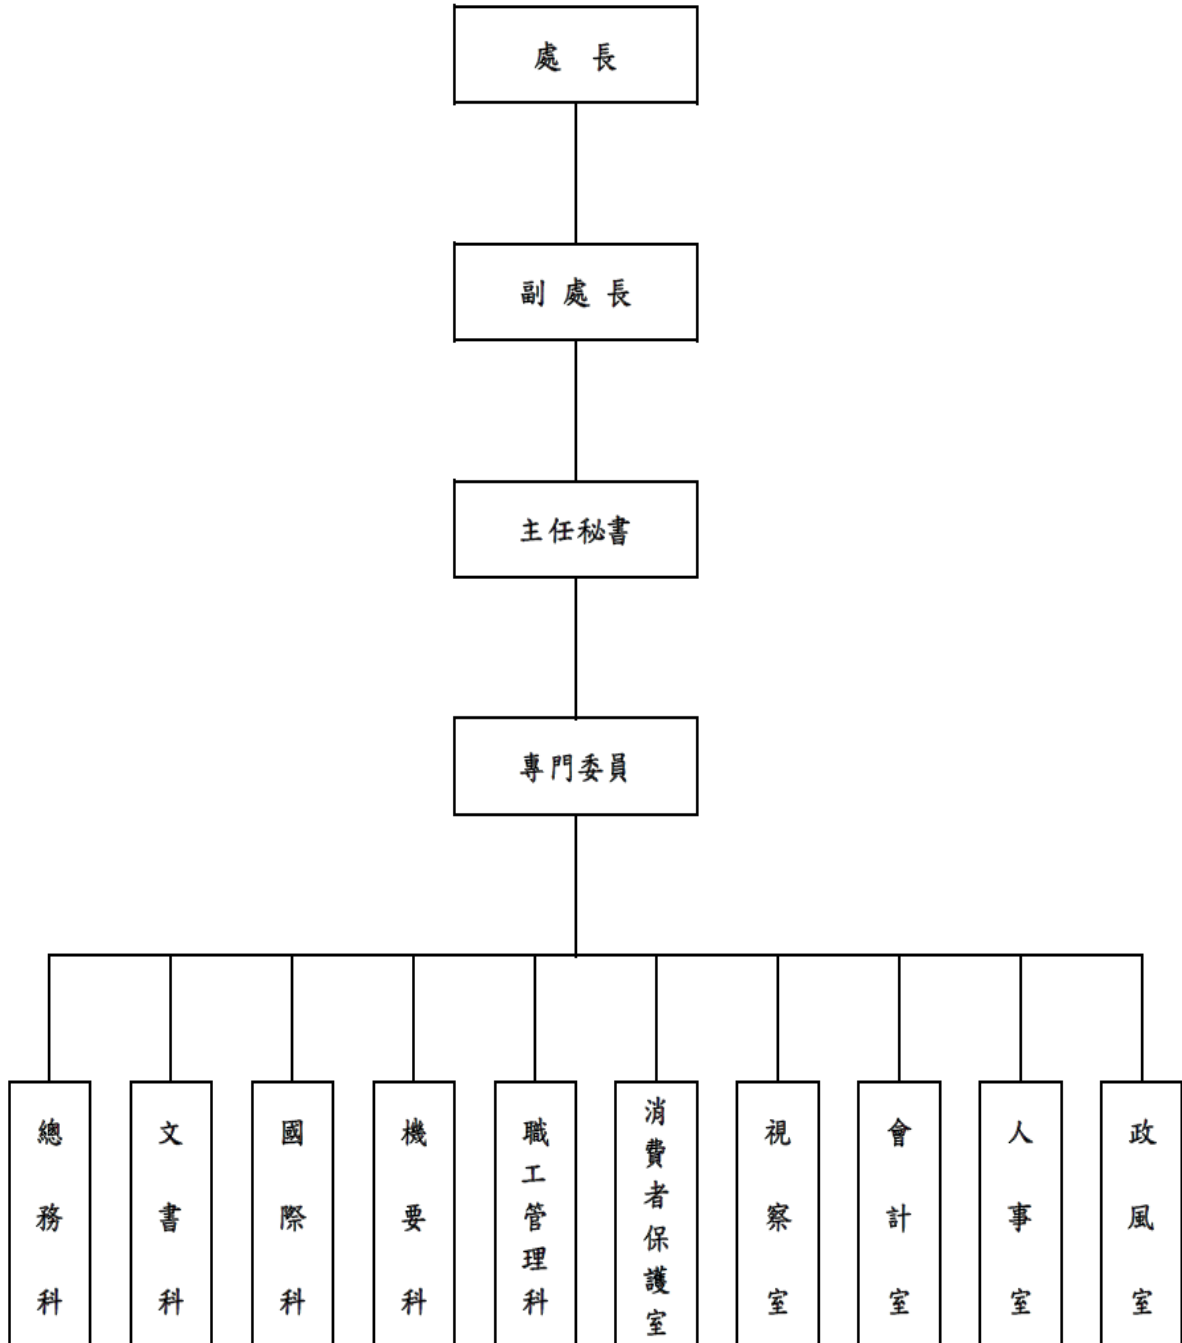 處長
副處長
主任秘書
專門委員
總務科
文書科
國際科
機要科
職工管理科
消費者保護室
視察室
會計室
人事室
政風室